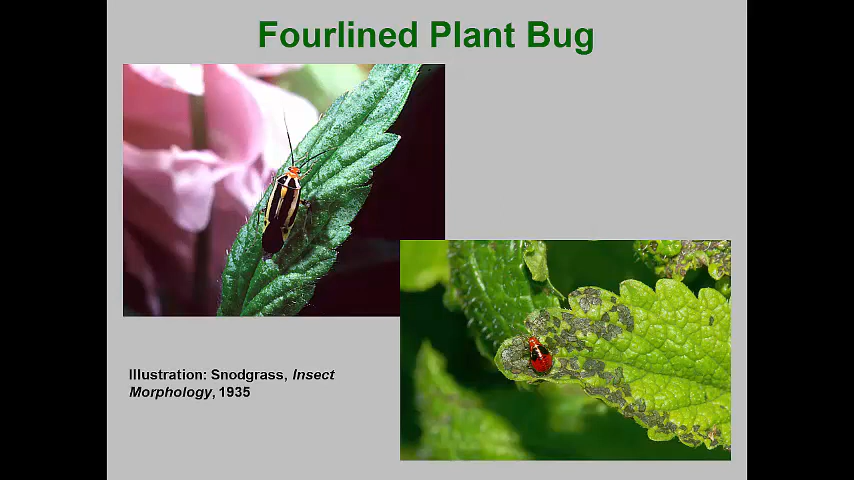 Fourlined Plant Bug
Illustration: Snodgrass, Insect
Morphology, 1935